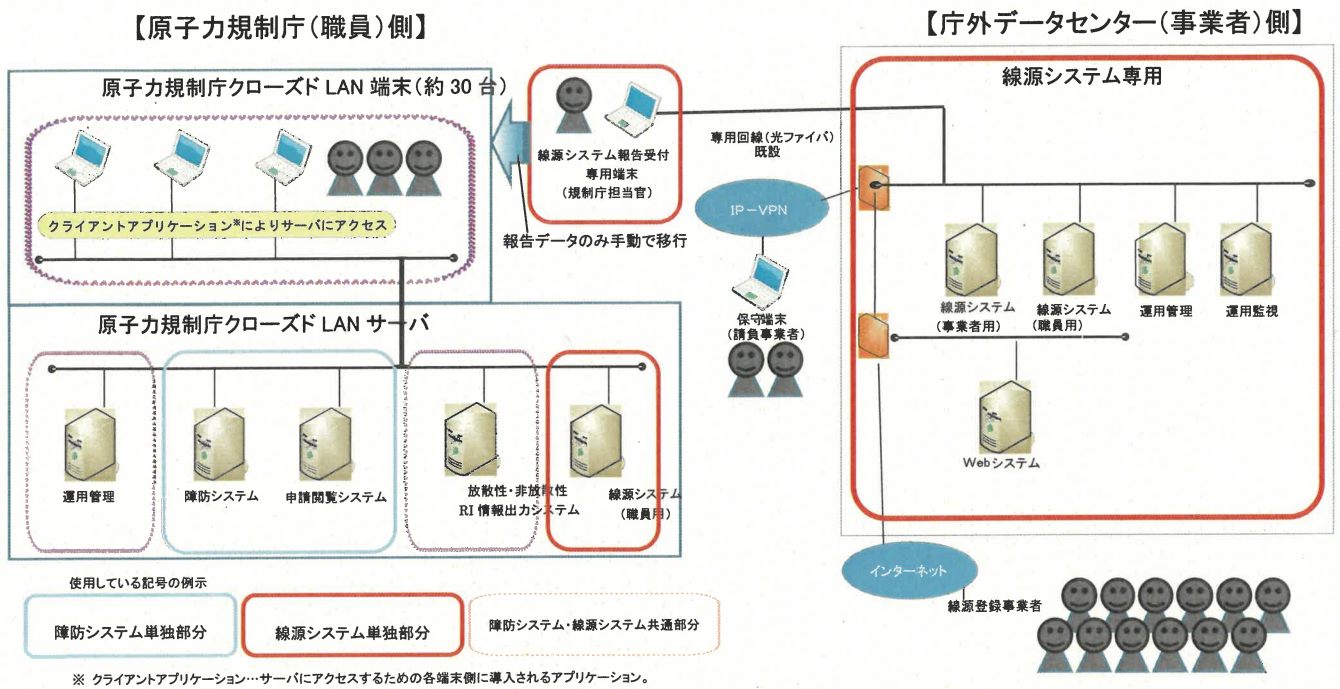 【原子力規制庁(職員)側】
【庁外データセンター(事業者)側】
原子力規制庁クローズド LAN 端末(約 30 台)
クライアントアプリケーション※によりサーバにアクセス
線源システム報告受付
専用端末
(規制庁担当官)
報告データのみ手動で移行
専用回線(光ファイバ)
既設
IP-VPN
保守端末
(請負事業者)
線源システム専用
線源システム
(事業者用)
線源システム
(職員用)
運用管理
運用監視
Webシステム
インターネット
線源登録事業者
原子力規制庁クローズド LAN サーバ
運用管理
障防システム
申請閲覧システム
放散性・非放散性
RI 情報出力システム
線源システム
(職員用)
使用している記号の例示
障防システム単独部分
線源システム単独部分
障防システム・線源システム共通部分
※ クライアントアプリケーション…サーバにアクセスするための各端末側に導入されるアプリケーション。